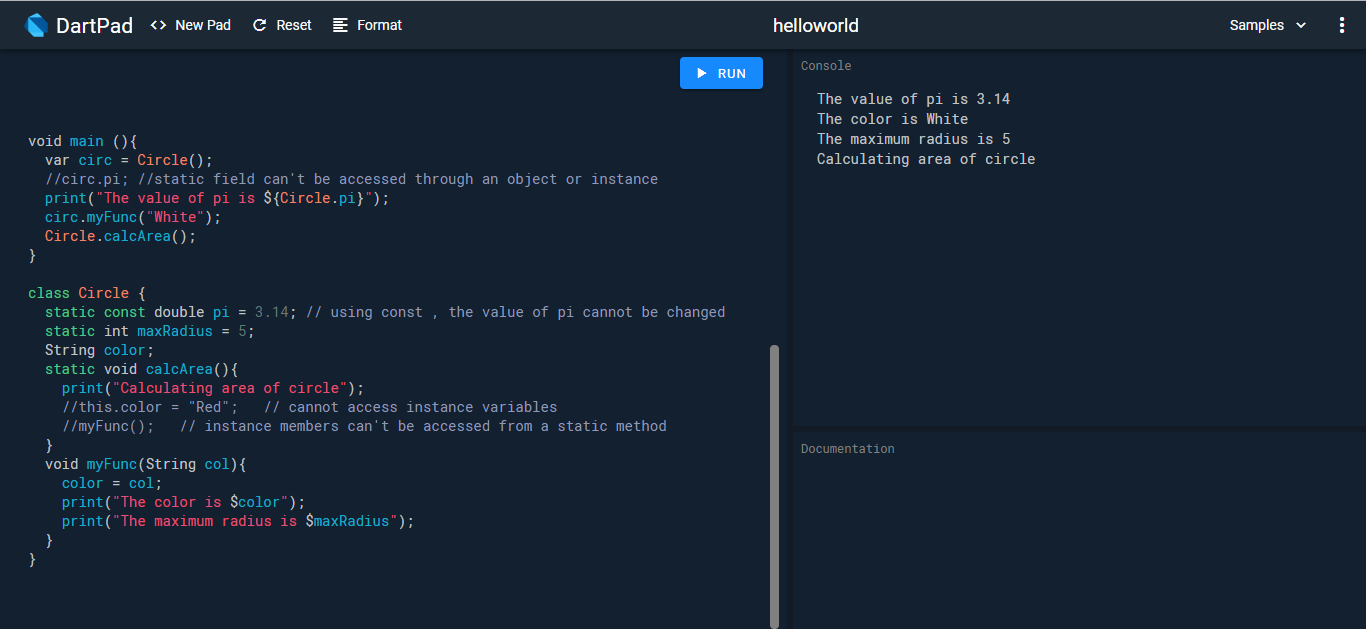 DartPad <> New Pad Reset Format helloworld Samples
RUN
void main (){
  var circ = Circle();
  //circ.pi; //static field can't be accessed through an object or instance
  print("The value of pi is ${Circle.pi}");
  circ.myFunc("White");
  Circle.calcArea();
}
class Circle {
  static const double pi = 3.14; // using const , the value of pi cannot be changed
  static int maxRadius = 5;
  String color;
  static void calcArea(){
    print("Calculating area of circle");
    //this.color = "Red";   // cannot access instance variables
    //myFunc();   // instance members can't be accessed from a static method
  }
  void myFunc(String col){
    color = col;
    print("The color is $color");
    print("The maximum radius is $maxRadius");
  }
}
Console
The value of pi is 3.14
The color is White
The maximum radius is 5
Calculating area of circle
Documentation